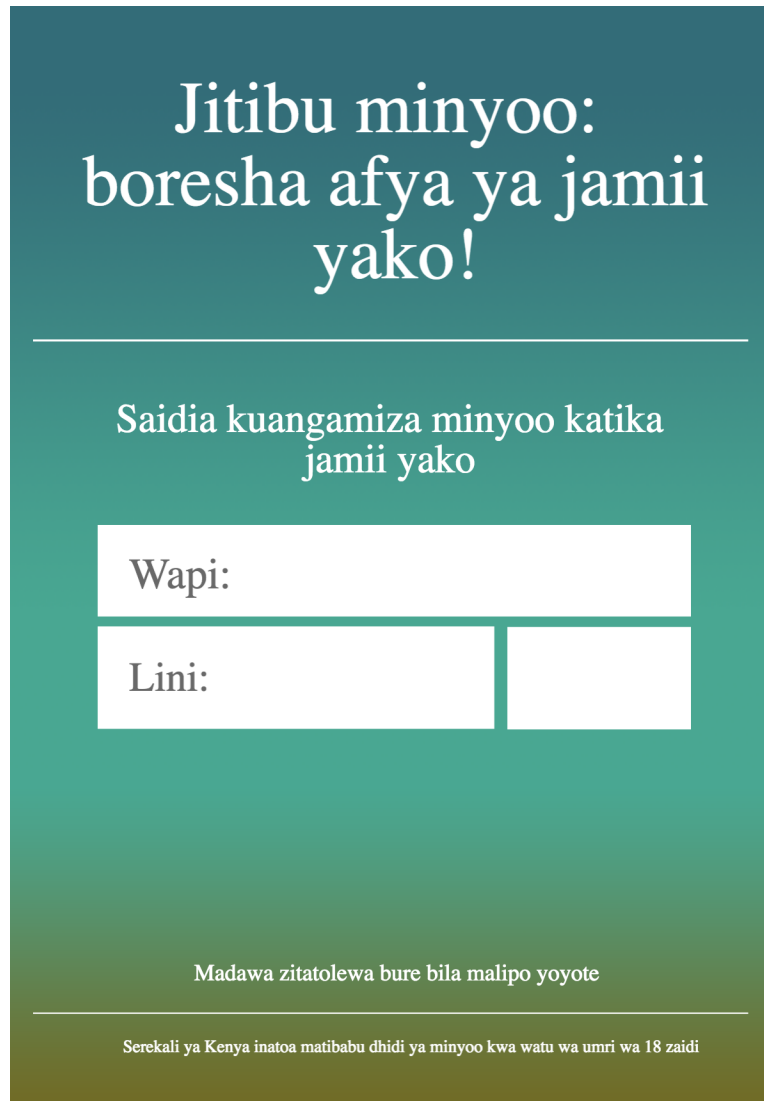 Jitibu minyoo:
boresha afya ya jamii
yako!
Saidia kuangamiza minyoo katika
jamii yako
Wapi:
Lini:
Madawa zitatolewa bure bila malipo yoyote
Serekali ya Kenya inatoa matibabu dhidi ya minyoo kwa watu wa umri wa 18 zaidi